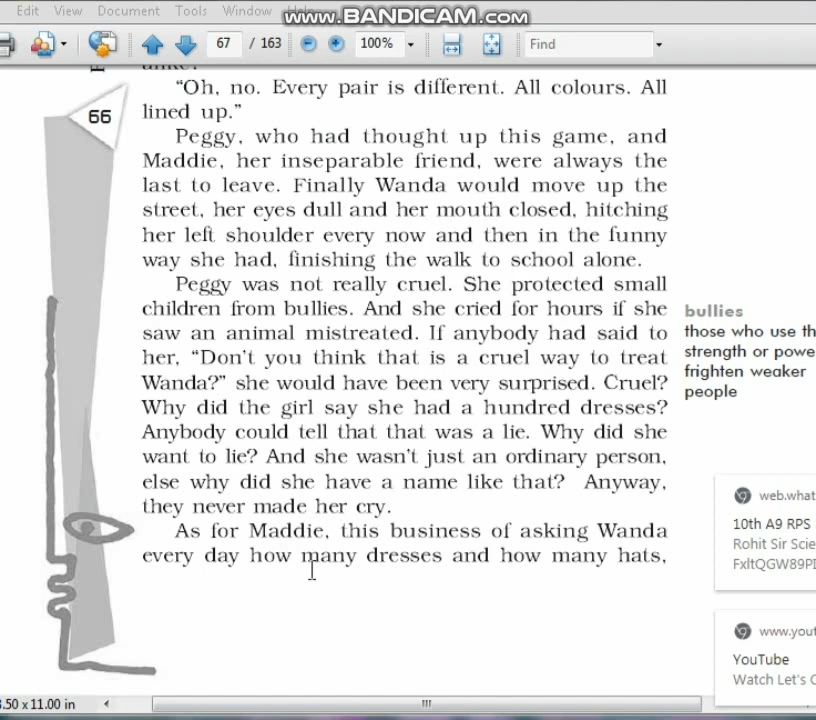 Edit View Document Tools Window Help
www.BANDICAM.com
67 / 163 100% Find
alike?
66
"Oh, no. Every pair is different. All colours. All
lined up."
Peggy, who had thought up this game, and
Maddie, her inseparable friend, were always the
last to leave. Finally Wanda would move up the
street, her eyes dull and her mouth closed, hitching
her left shoulder every now and then in the funny
way she had, finishing the walk to school alone.
Peggy was not really cruel. She protected small
children from bullies. And she cried for hours if she
saw an animal mistreated. If anybody had said to
her, "Don't you think that is a cruel way to treat
Wanda?" she would have been very surprised. Cruel?
Why did the girl say she had a hundred dresses?
Anybody could tell that that was a lie. Why did she
want to lie? And she wasn't just an ordinary person,
else why did she have a name like that? Anyway,
they never made her cry.
As for Maddie, this business of asking Wanda
every day how many dresses and how many hats,
bullies
those who use th
strength or powe
frighten weaker
people
web.what
10th A9 RPS
Rohit Sir Scie
FxltQGW89PI
www.yout
YouTube
Watch Let's C
.50 x 11.00 in